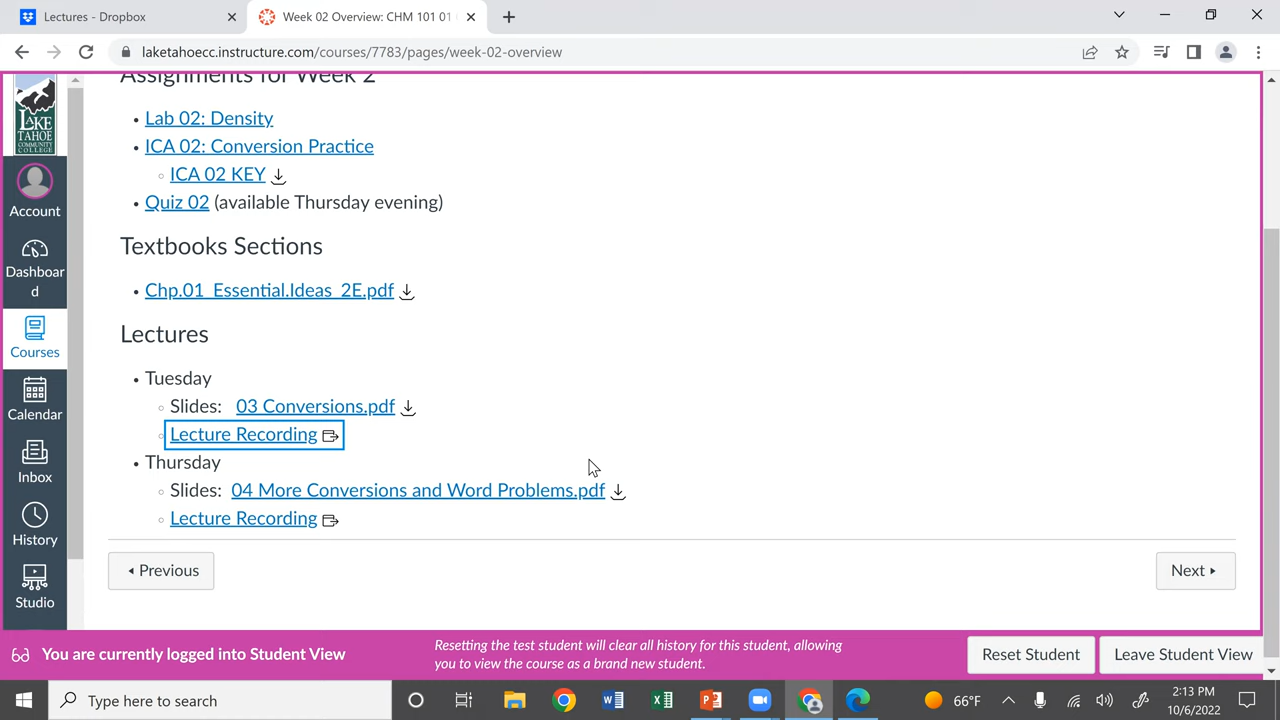 Lectures - Dropbox
Week 02 Overview: CHM 101 01
laketahoecc.instructure.com/courses/7783/pages/week-02-overview
Assignments for Week 2
Lab 02: Density
ICA 02: Conversion Practice
ICA 02 KEY
Quiz 02 (available Thursday evening)
Textbooks Sections
Chp.01_Essential.Ideas_2E.pdf
Lectures
Tuesday
Slides: 03 Conversions.pdf
Lecture Recording
Thursday
Slides: 04 More Conversions and Word Problems.pdf
Lecture Recording
Previous
Next
LAKE
TAHOE
COMMUNITY
COLLEGE
Account
Dashboar
d
Courses
Calendar
Inbox
History
Studio
You are currently logged into Student View
Resetting the test student will clear all history for this student, allowing
you to view the course as a brand new student.
Reset Student
Leave Student View
Type here to search
66°F
2:13 PM
10/6/2022